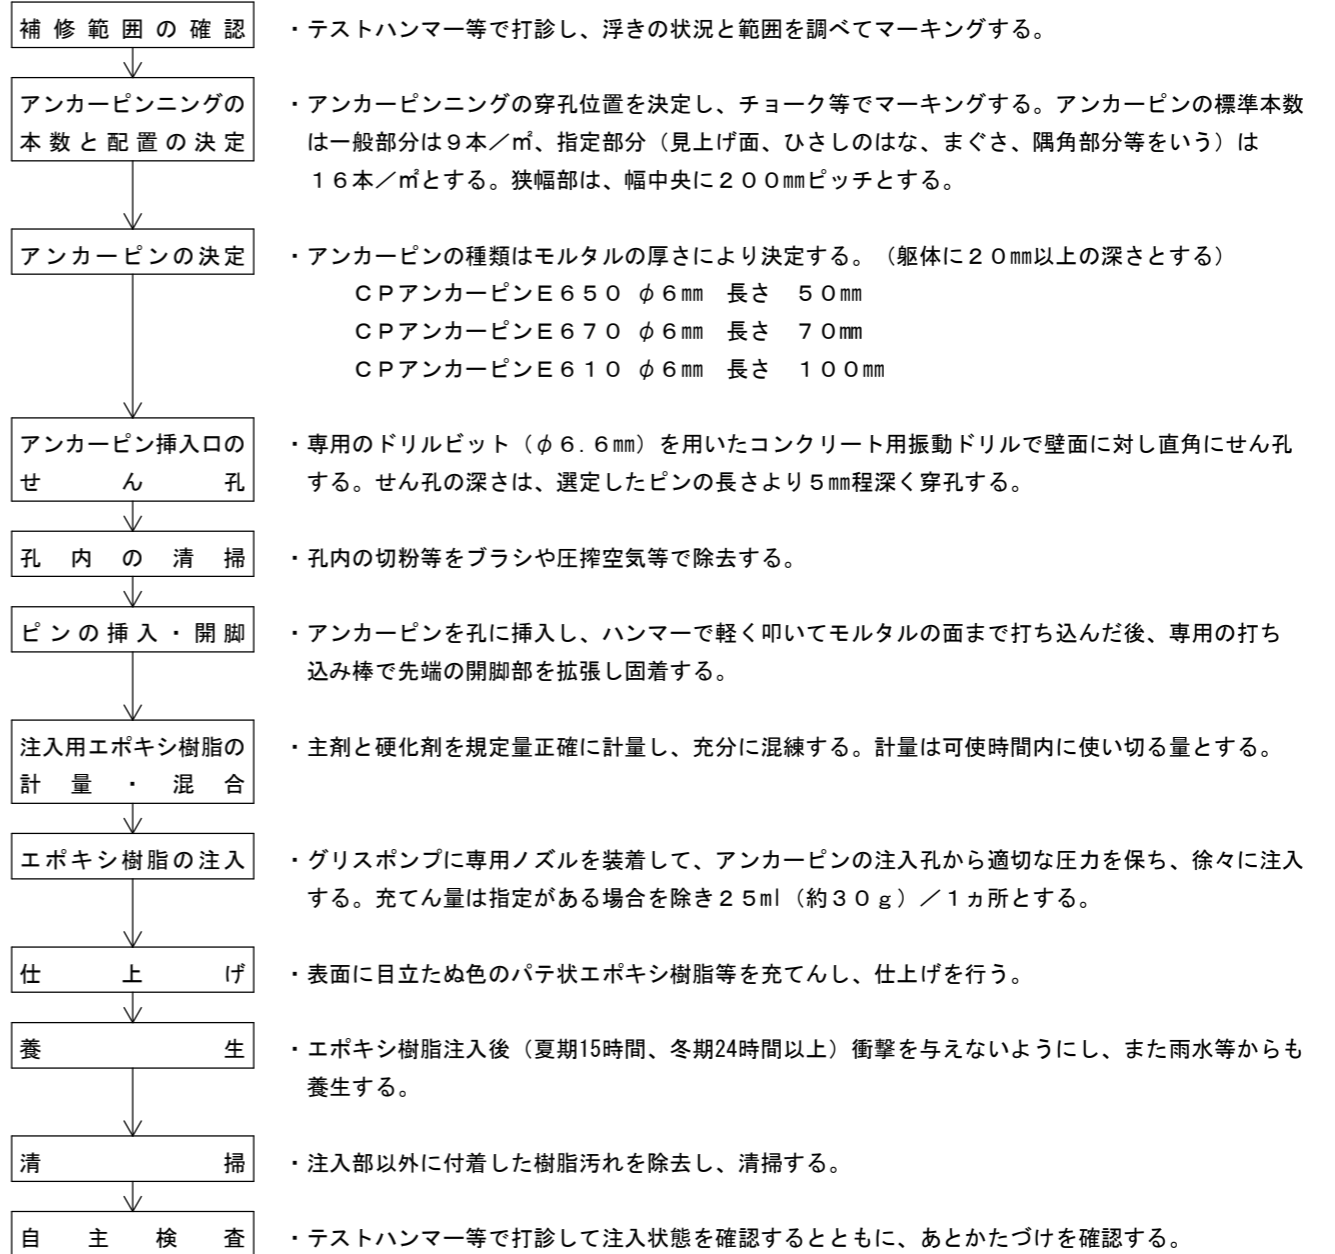 補修範囲の確認
・テストハンマー等で打診し、浮きの状況と範囲を調べてマーキングする。
アンカーピンニングの
本数と配置の決定
・アンカーピンニングの穿孔位置を決定し、チョーク等でマーキングする。アンカーピンの標準本数
は一般部分は９本／㎡、指定部分（見上げ面、ひさしのはな、まぐさ、隅角部分等をいう）は
１６本／㎡とする。狭幅部は、幅中央に２００㎜ピッチとする。
アンカーピンの決定
・アンカーピンの種類はモルタルの厚さにより決定する。（躯体に２０㎜以上の深さとする）
ＣＰアンカーピンＥ６５０ φ６㎜ 長さ ５０㎜
ＣＰアンカーピンＥ６７０ φ６㎜ 長さ ７０㎜
ＣＰアンカーピンＥ６１０ φ６㎜ 長さ １００㎜
アンカーピン挿入口の
せん孔
・専用のドリルビット（φ６.６㎜）を用いたコンクリート用振動ドリルで壁面に対し直角にせん孔
する。せん孔の深さは、選定したピンの長さより５㎜程深く穿孔する。
孔内の清掃
・孔内の切粉等をブラシや圧搾空気等で除去する。
ピンの挿入・開脚
・アンカーピンを孔に挿入し、ハンマーで軽く叩いてモルタルの面まで打ち込んだ後、専用の打ち
込み棒で先端の開脚部を拡張し固着する。
注入用エポキシ樹脂の
計量・混合
・主剤と硬化剤を規定量正確に計量し、充分に混練する。計量は可使時間内に使い切る量とする。
エポキシ樹脂の注入
・グリスポンプに専用ノズルを装着して、アンカーピンの注入孔から適切な圧力を保ち、徐々に注入
する。充てん量は指定がある場合を除き２５ml（約３０ｇ）／１ヵ所とする。
仕上げ
・表面に目立たぬ色のパテ状エポキシ樹脂等を充てんし、仕上げを行う。
養生
・エポキシ樹脂注入後（夏期15時間、冬期24時間以上）衝撃を与えないようにし、また雨水等からも
養生する。
清掃
・注入部以外に付着した樹脂汚れを除去し、清掃する。
自主検査
・テストハンマー等で打診して注入状態を確認するとともに、あとかたづけを確認する。